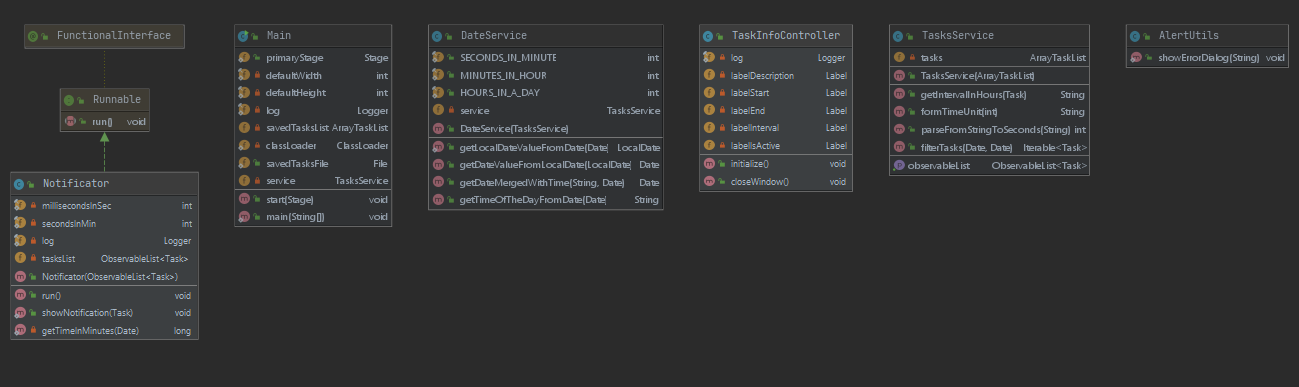 FunctionalInterface
Runnable
run() void
Notificator
millisecondsInSec int
secondsInMin int
log Logger
tasksList ObservableList<Task>
Notificator(ObservableList<Task>)
run() void
showNotification(Task) void
getTimeInMinutes(Date) long
Main
primaryStage Stage
defaultWidth int
defaultHeight int
log Logger
savedTasksList ArrayTaskList
classLoader ClassLoader
savedTasksFile File
service TasksService
start(Stage) void
main(String[]) void
DateService
SECONDS_IN_MINUTE int
MINUTES_IN_HOUR int
HOURS_IN_A_DAY int
service TasksService
DateService(TasksService)
getLocalDateValueFromDate(Date) LocalDate
getDateValueFromLocalDate(LocalDate) Date
getDateMergedWithTime(String, Date) Date
getTimeOfTheDayFromDate(Date) String
TaskInfoController
log Logger
labelDescription Label
labelStart Label
labelEnd Label
labelInterval Label
labelIsActive Label
initialize() void
closeWindow() void
TasksService
tasks ArrayTaskList
TasksService(ArrayTaskList)
getIntervalInHours(Task) String
formTimeUnit(int) String
parseFromStringToSeconds(String) int
filterTasks(Date, Date) Iterable<Task>
observableList ObservableList<Task>
AlertUtils
showErrorDialog(String) void